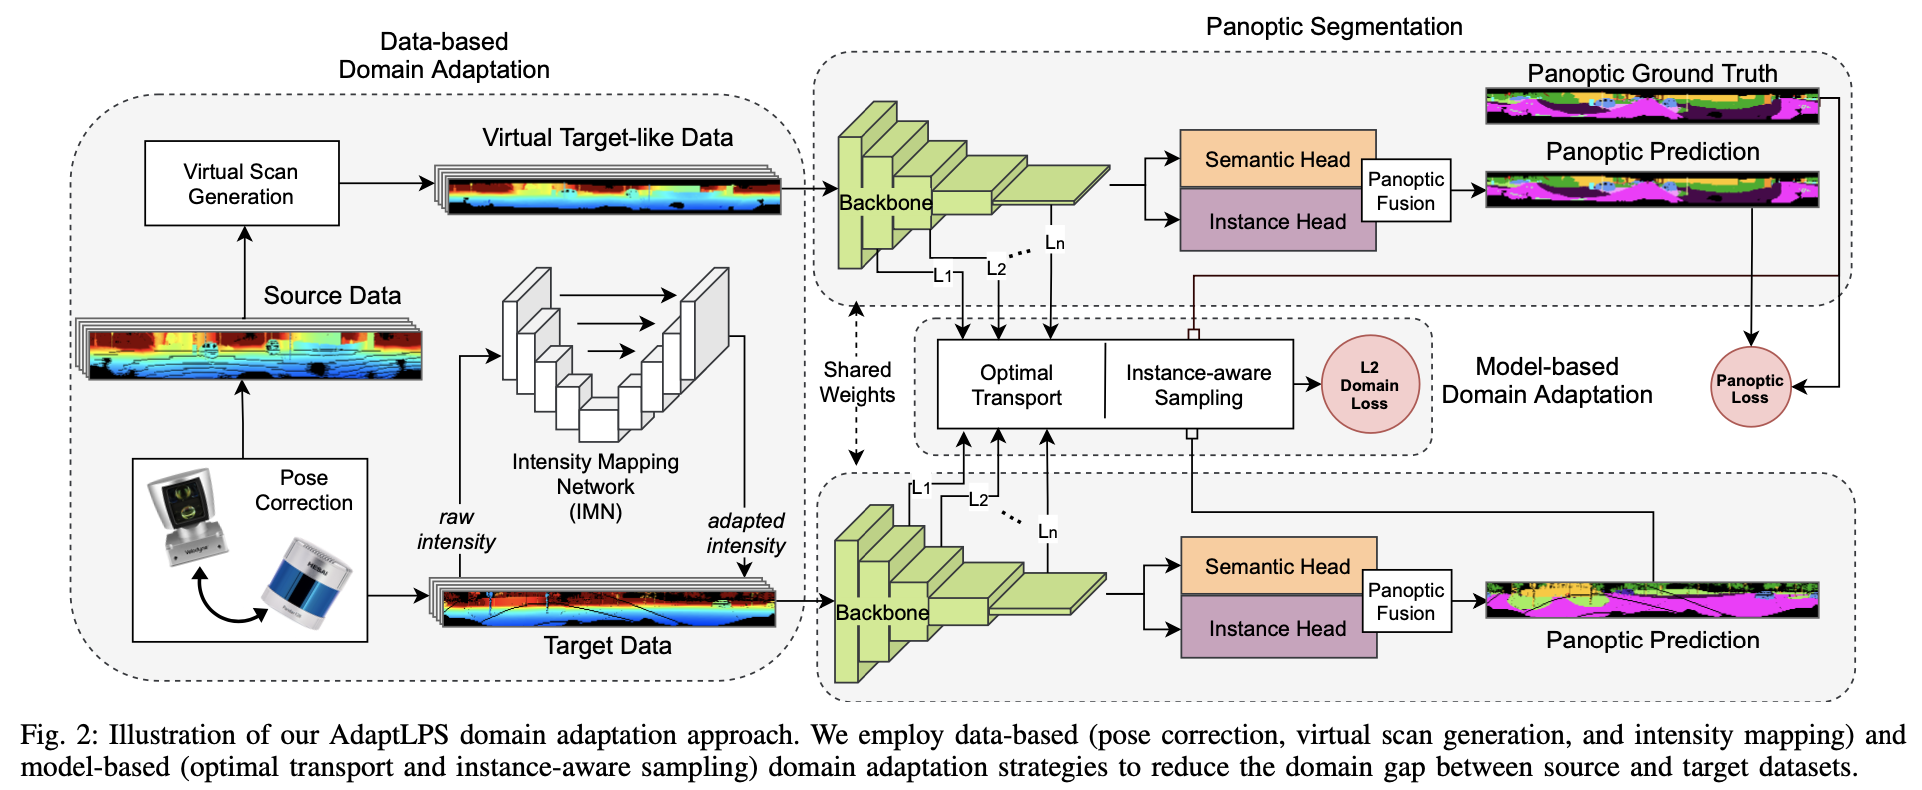 Data-based
Domain Adaptation
Virtual Scan
Generation
Virtual Target-like Data
Source Data
Pose
Correction
Velodyne
HESAI
raw
intensity
Intensity Mapping
Network
(IMN)
adapted
intensity
Target Data
Panoptic Segmentation
Backbone
L1
L2
Ln
Semantic Head
Instance Head
Panoptic
Fusion
Panoptic Ground Truth
Panoptic Prediction
Shared
Weights
Optimal
Transport
Instance-aware
Sampling
L2
Domain
Loss
Model-based
Domain Adaptation
Panoptic
Loss
Backbone
L1
L2
Ln
Semantic Head
Instance Head
Panoptic
Fusion
Panoptic Prediction
Fig. 2: Illustration of our AdaptLPS domain adaptation approach. We employ data-based (pose correction, virtual scan generation, and intensity mapping) and
model-based (optimal transport and instance-aware sampling) domain adaptation strategies to reduce the domain gap between source and target datasets.